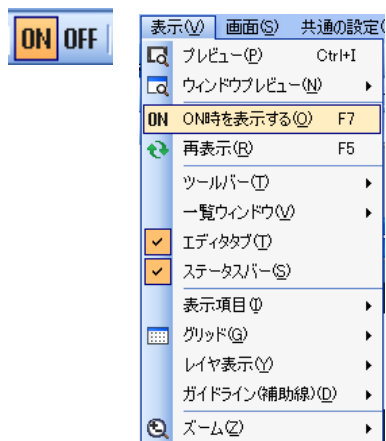 ON OFF
表示(V) 画面(S) 共通の設定(
プレビュー(P) Ctrl+I
ウィンドウプレビュー(N)
ON ON時を表示する(O) F7
再表示(R) F5
ツールバー(T)
一覧ウィンドウ(V)
エディタタブ(T)
ステータスバー(S)
表示項目(I)
グリッド(G)
レイヤ表示(Y)
ガイドライン(補助線)(D)
ズーム(Z)